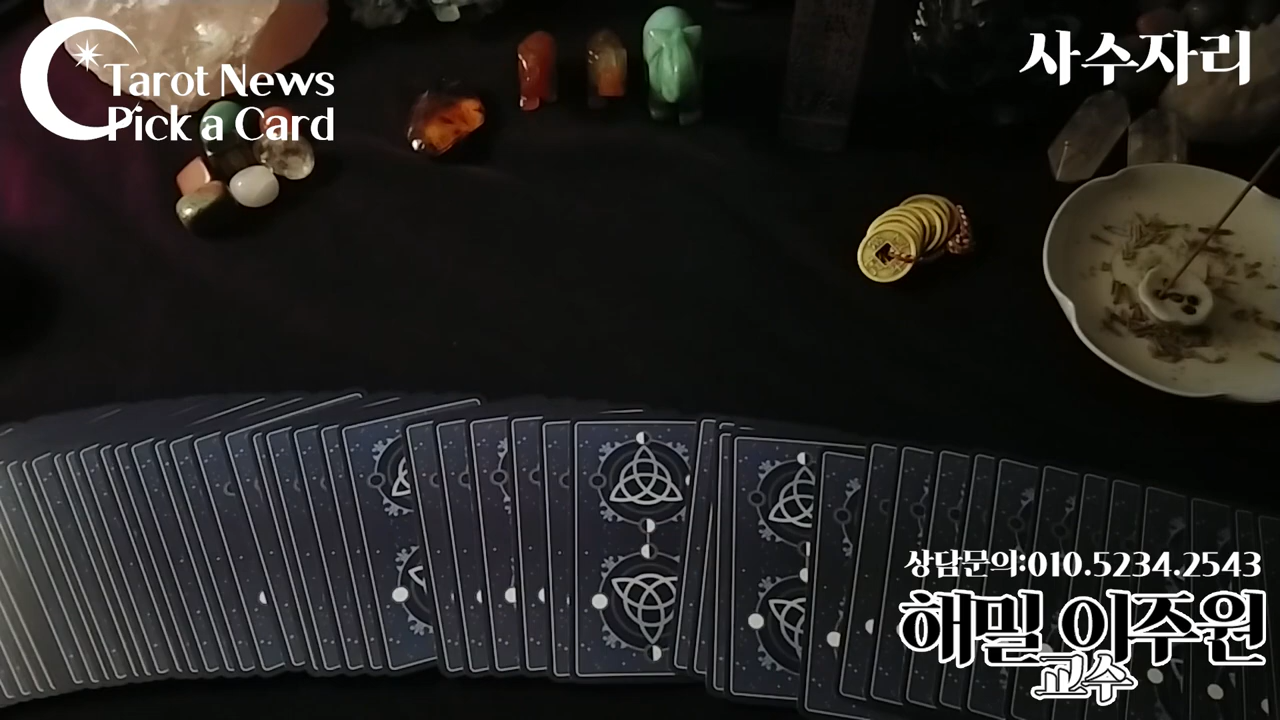 Tarot News
Pick a Card
사수자리
상담문의:010.5234.2543
해밀 이주원
교수